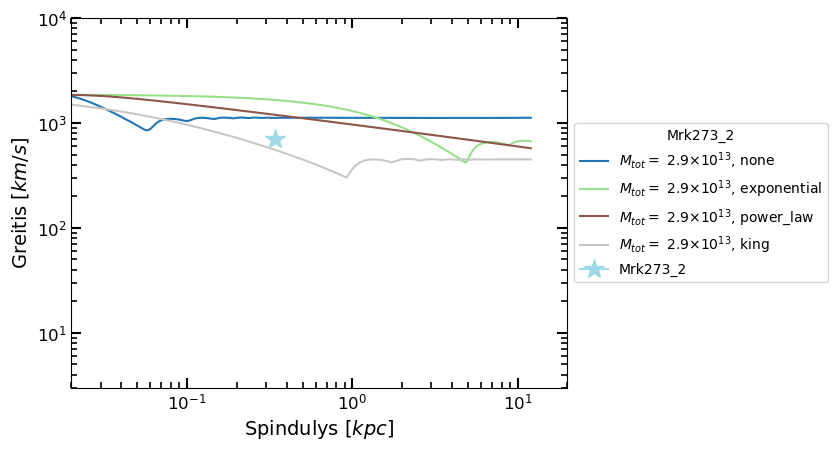 10⁴
10³
10²
10¹
Greitis [km/s]
10⁻¹
10⁰
10¹
Spindulys [kpc]
Mrk273_2
M_tot = 2.9×10¹³, none
M_tot = 2.9×10¹³, exponential
M_tot = 2.9×10¹³, power_law
M_tot = 2.9×10¹³, king
Mrk273_2